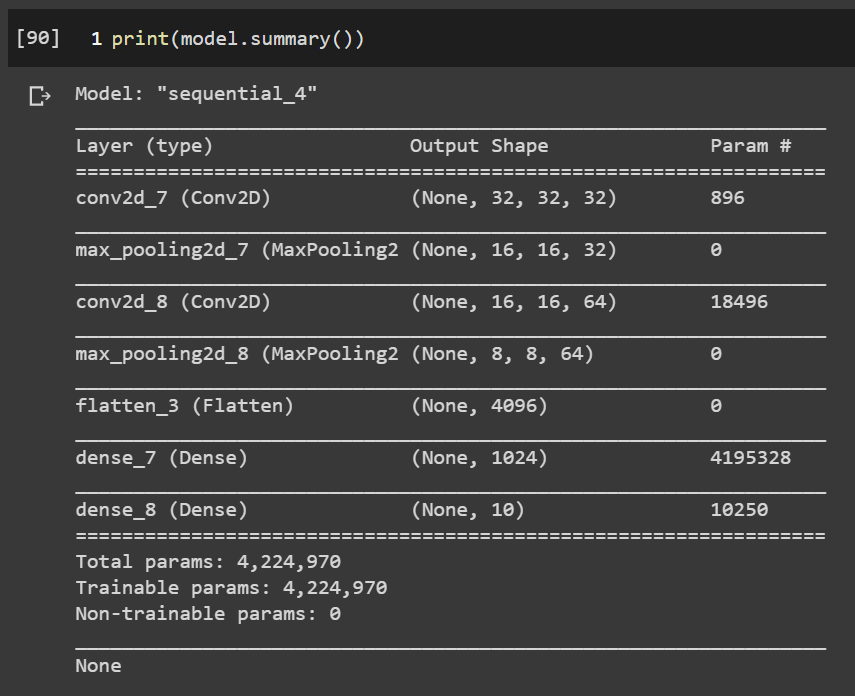 [90] 1 print(model.summary())
Model: "sequential_4"
_________________________________________________________________
Layer (type) Output Shape Param #
=================================================================
conv2d_7 (Conv2D) (None, 32, 32, 32) 896
_________________________________________________________________
max_pooling2d_7 (MaxPooling2 (None, 16, 16, 32) 0
_________________________________________________________________
conv2d_8 (Conv2D) (None, 16, 16, 64) 18496
_________________________________________________________________
max_pooling2d_8 (MaxPooling2 (None, 8, 8, 64) 0
_________________________________________________________________
flatten_3 (Flatten) (None, 4096) 0
_________________________________________________________________
dense_7 (Dense) (None, 1024) 4195328
_________________________________________________________________
dense_8 (Dense) (None, 10) 10250
=================================================================
Total params: 4,224,970
Trainable params: 4,224,970
Non-trainable params: 0
_________________________________________________________________
None